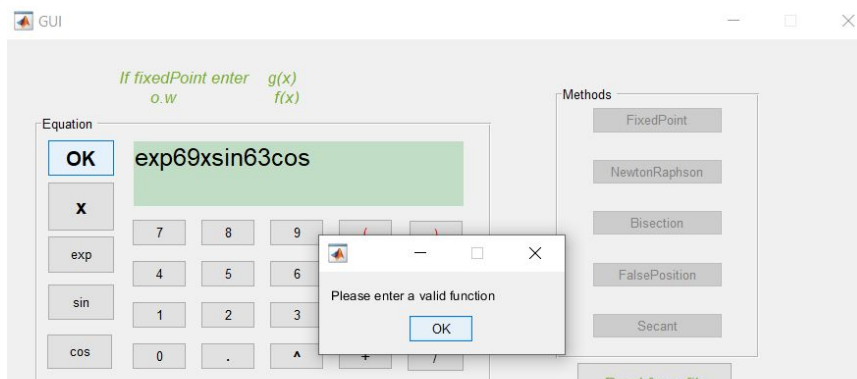 GUI
If fixedPoint enter g(x)
o.w f(x)
Equation
OK
exp69xsin63cos
x
exp
sin
cos
7 8 9 ( )
4 5 6
1 2 3
0 . ^ + /
Please enter a valid function
OK
Methods
FixedPoint
NewtonRaphson
Bisection
FalsePosition
Secant